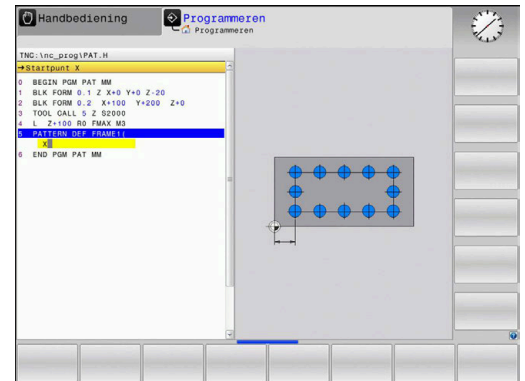 Handbediening
Programmeren
Programmeren
TNC:\nc_prog\PAT.H
→Startpunt X
0 BEGIN PGM PAT MM
1 BLK FORM 0.1 Z X+0 Y+0 Z-20
2 BLK FORM 0.2 X+100 Y+200 Z+0
3 TOOL CALL 5 Z S2000
4 L Z+100 R0 FMAX M3
5 PATTERN DEF FRAME1(
X
6 END PGM PAT MM